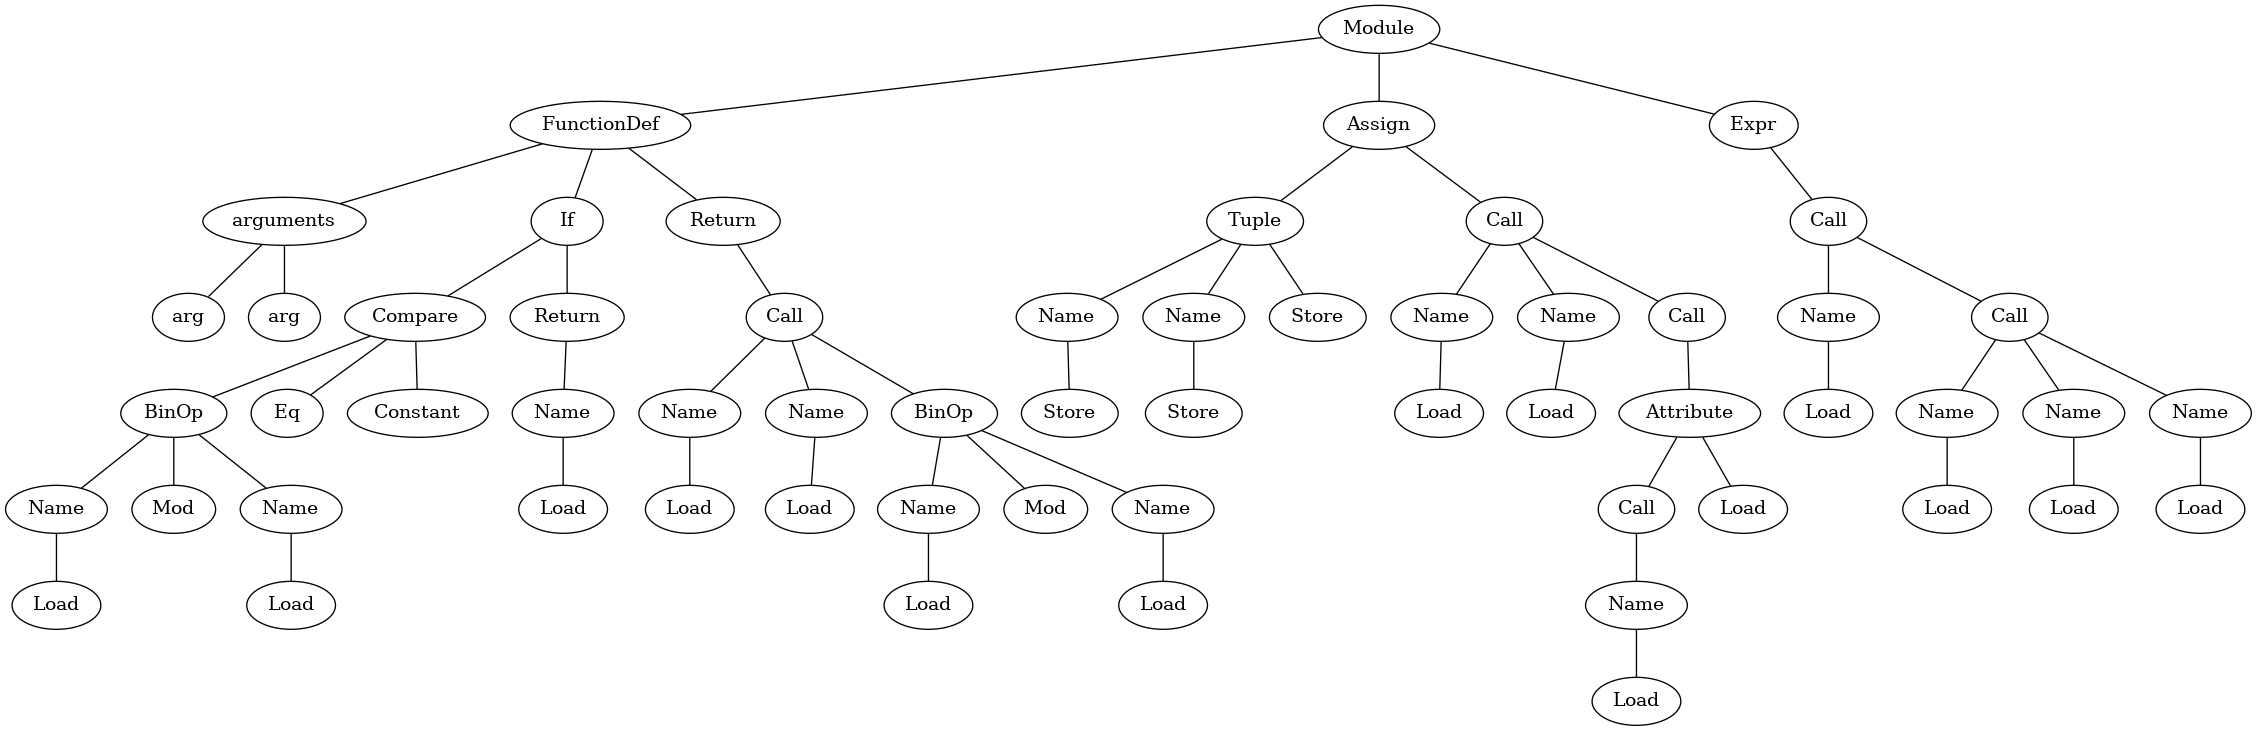 Module
FunctionDef Assign Expr
arguments If Return Tuple Call Call
arg arg Compare Return Call Name Name Store Name Name Call Name Call
BinOp Eq Constant Name Name Name BinOp Store Store Load Load Attribute Load Name Name Name
Name Mod Name Load Load Load Name Mod Name Call Load Load Load Load
Load Load Load Load Name
Load